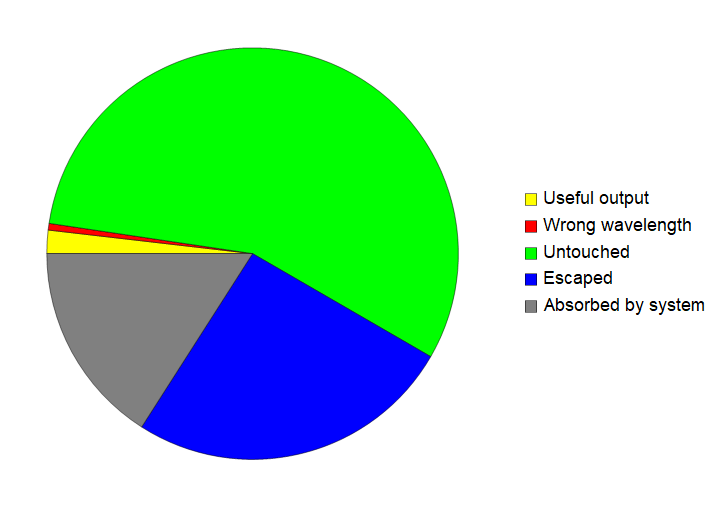 Useful output
Wrong wavelength
Untouched
Escaped
Absorbed by system